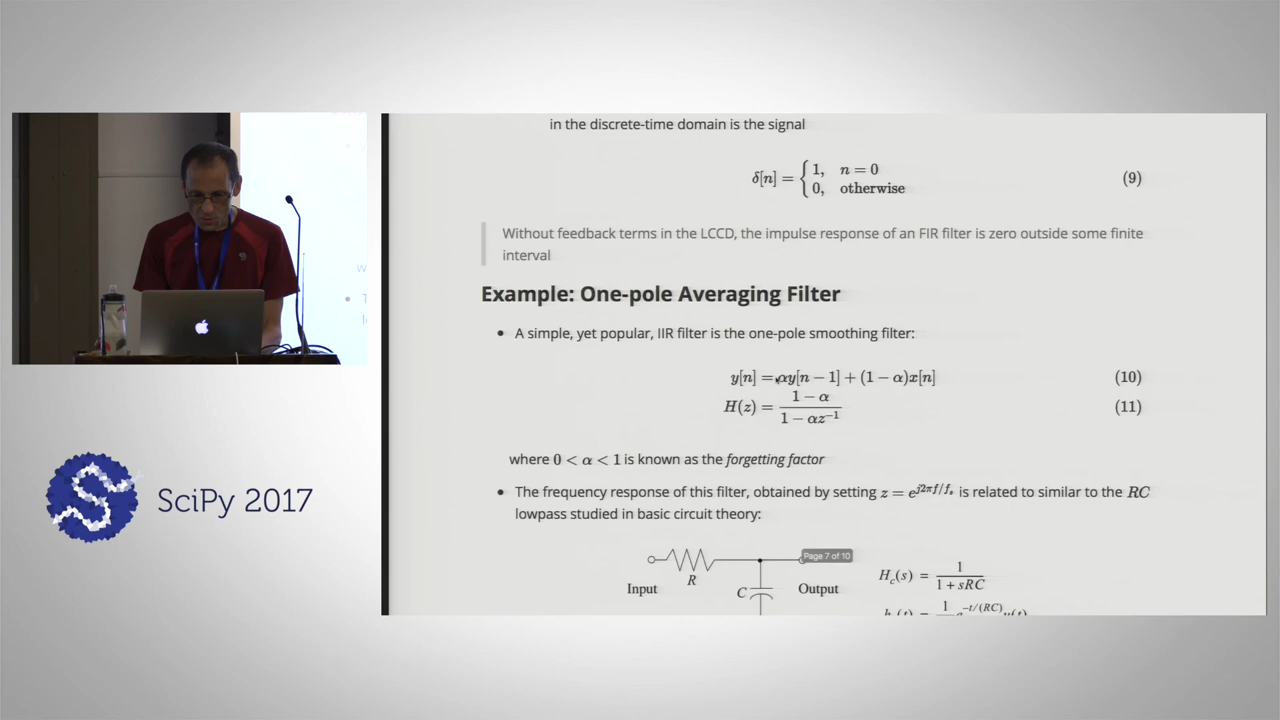 in the discrete-time domain is the signal
δ[n] = { 1, n = 0
0, otherwise (9)
Without feedback terms in the LCCD, the impulse response of an FIR filter is zero outside some finite
interval
Example: One-pole Averaging Filter
• A simple, yet popular, IIR filter is the one-pole smoothing filter:
y[n] = αy[n − 1] + (1 − α)x[n] (10)
H(z) = (1 − α) / (1 − αz⁻¹) (11)
where 0 < α < 1 is known as the forgetting factor
• The frequency response of this filter, obtained by setting z = e^{j2πf/f_s} is related to similar to the RC
lowpass studied in basic circuit theory:
Page 7 of 10
R
Input
C
Output
H_c(s) = 1 / (1 + sRC)
SciPy 2017